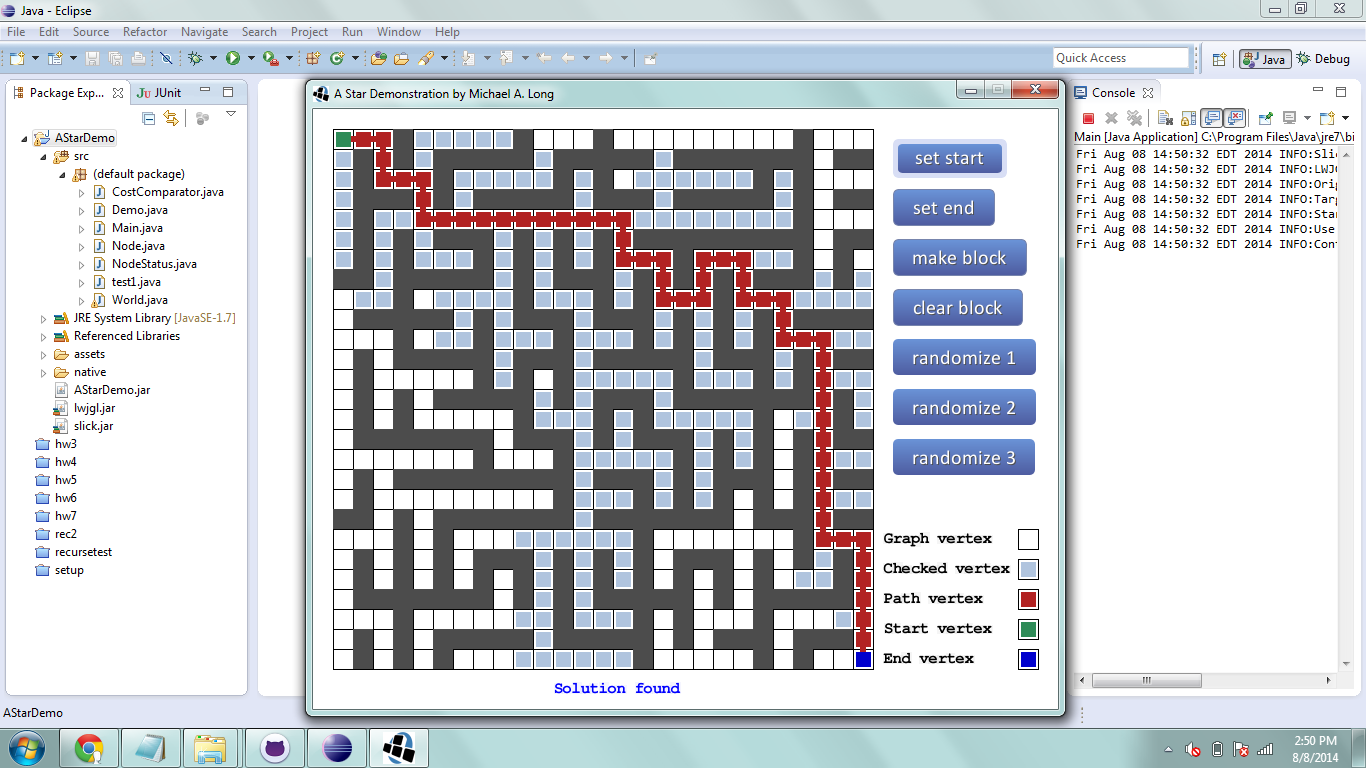 Java - Eclipse
File Edit Source Refactor Navigate Search Project Run Window Help
Quick Access
Java
Debug
Package Exp...
JUnit
AStarDemo
src
(default package)
CostComparator.java
Demo.java
Main.java
Node.java
NodeStatus.java
test1.java
World.java
JRE System Library [JavaSE-1.7]
Referenced Libraries
assets
native
AStarDemo.jar
lwjgl.jar
slick.jar
hw3
hw4
hw5
hw6
hw7
rec2
recursetest
setup
A Star Demonstration by Michael A. Long
set start
set end
make block
clear block
randomize 1
randomize 2
randomize 3
Graph vertex
Checked vertex
Path vertex
Start vertex
End vertex
Solution found
Console
Main [Java Application] C:\Program Files\Java\jre7\bi
Fri Aug 08 14:50:32 EDT 2014 INFO:Slic
Fri Aug 08 14:50:32 EDT 2014 INFO:LWJG
Fri Aug 08 14:50:32 EDT 2014 INFO:Orig
Fri Aug 08 14:50:32 EDT 2014 INFO:Targ
Fri Aug 08 14:50:32 EDT 2014 INFO:Star
Fri Aug 08 14:50:32 EDT 2014 INFO:Use
Fri Aug 08 14:50:32 EDT 2014 INFO:Cont
AStarDemo
2:50 PM
8/8/2014